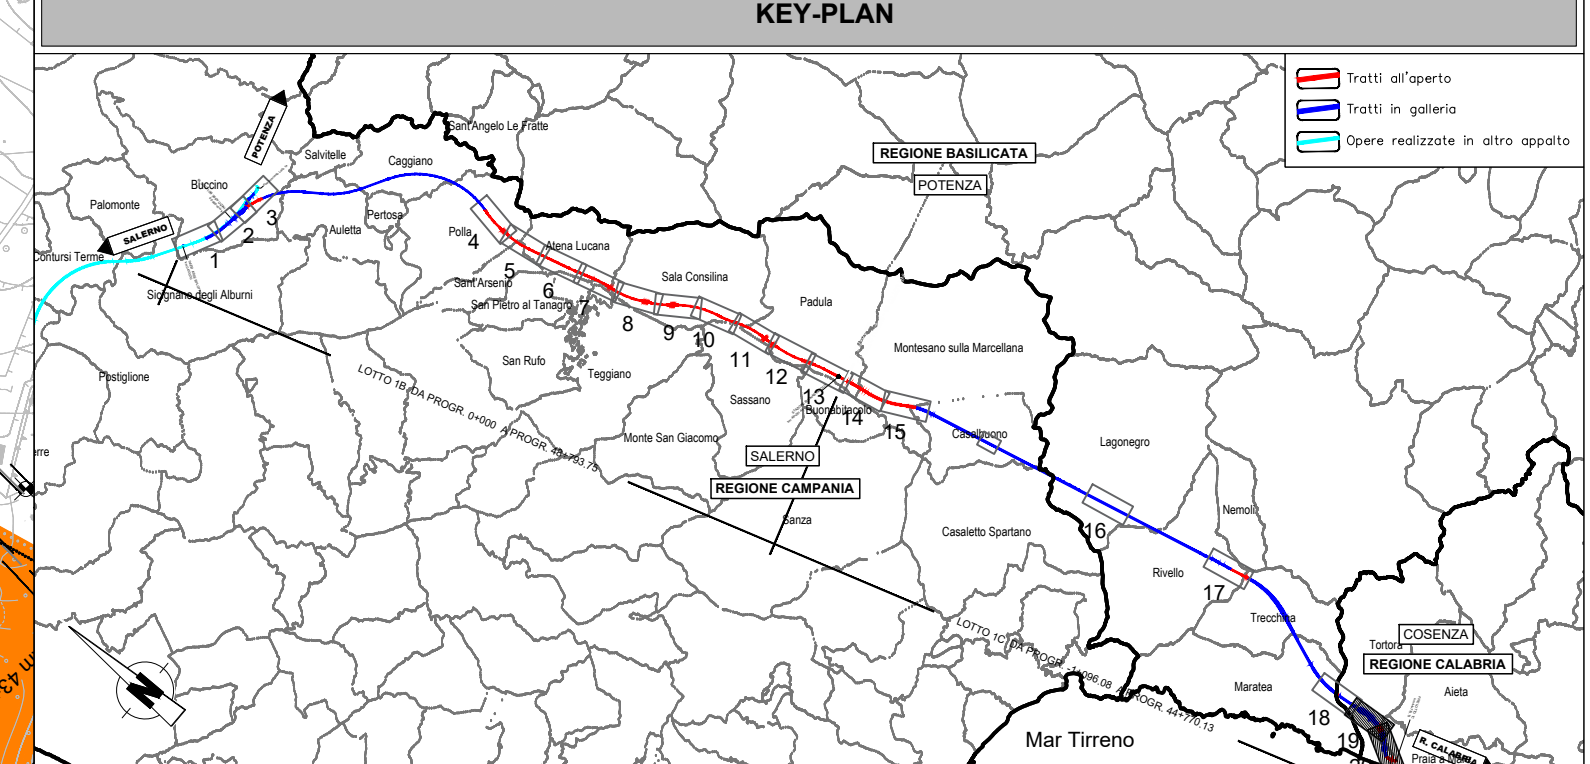 KEY-PLAN
Tratti all'aperto
Tratti in galleria
Opere realizzate in altro appalto
POTENZA
Sant'Angelo Le Fratte
Salvitelle
Caggiano
REGIONE BASILICATA
POTENZA
Buccino
Palomonte
Pertosa
3
SALERNO
2
Auletta
Polla
4
Atena Lucana
Contursi Terme
1
5
Sala Consilina
Sant'Arsenio
6
Sicignano degli Alburni
San Pietro al Tanagro
7
Padula
8
9
10
Montesano sulla Marcellana
11
San Rufo
Teggiano
12
Postiglione
LOTTO 1B DA PROGR. 0+000 A PROGR. 48+793.75
Sassano
13
Buonabitacolo
14
15
Monte San Giacomo
Casalbuono
Lagonegro
SALERNO
REGIONE CAMPANIA
Sanza
Nemoli
16
Casaletto Spartano
Rivello
17
Trecchina
LOTTO 1C DA PROGR. -1+096.08 A PROGR. 44+770.13
COSENZA
Tortora
REGIONE CALABRIA
N
Maratea
Aieta
18
19
Mar Tirreno
R. CALABRIA
Praia a Mare
m 43
erre